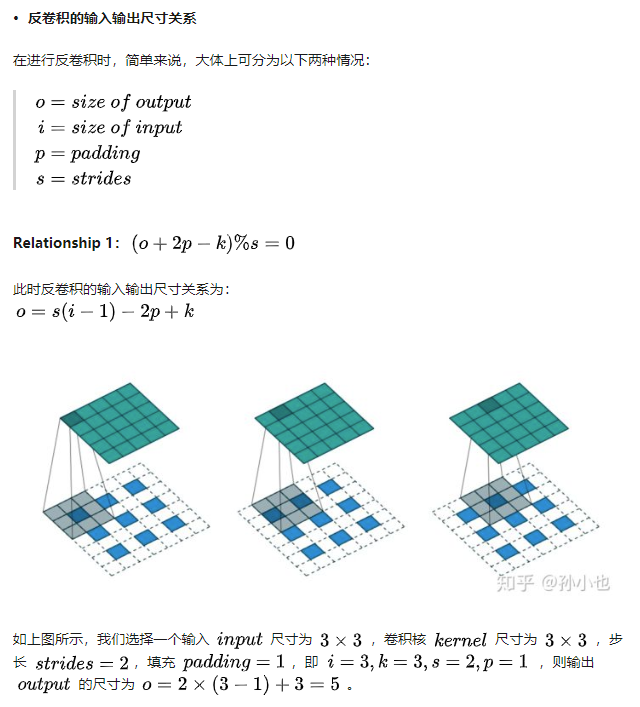 • 反卷积的输入输出尺寸关系
在进行反卷积时，简单来说，大体上可分为以下两种情况：
o = size of output
i = size of input
p = padding
s = strides
Relationship 1：(o + 2p − k)%s = 0
此时反卷积的输入输出尺寸关系为：
o = s(i − 1) − 2p + k
知乎 @孙小也
如上图所示，我们选择一个输入 input 尺寸为 3 × 3 ，卷积核 kernel 尺寸为 3 × 3 ，步
长 strides = 2 ，填充 padding = 1 ，即 i = 3, k = 3, s = 2, p = 1 ，则输出
output 的尺寸为 o = 2 × (3 − 1) + 3 = 5 。